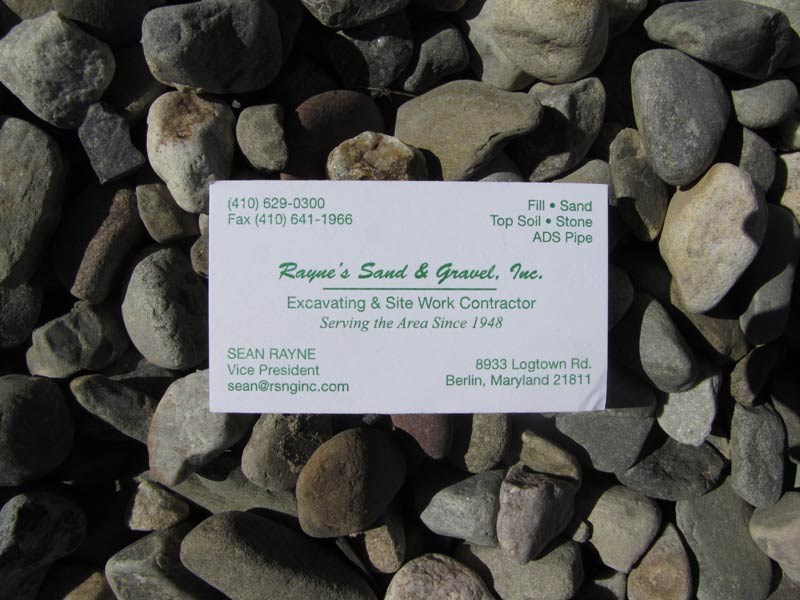 (410) 629-0300
Fax (410) 641-1966
Fill • Sand
Top Soil • Stone
ADS Pipe
Rayne's Sand & Gravel, Inc.
Excavating & Site Work Contractor
Serving the Area Since 1948
SEAN RAYNE
Vice President
sean@rsnginc.com
8933 Logtown Rd.
Berlin, Maryland 21811